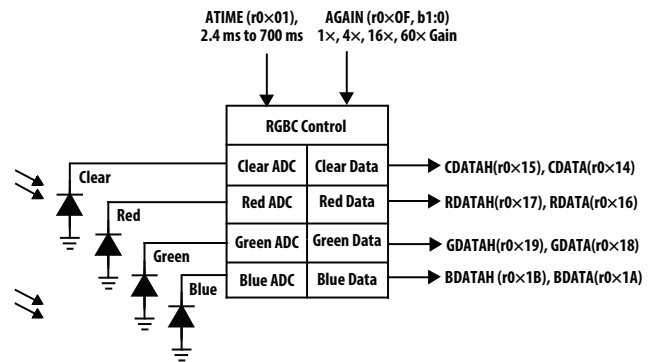 ATIME (r0×01),
2.4 ms to 700 ms
AGAIN (r0×0F, b1:0)
1×, 4×, 16×, 60× Gain
RGBC Control
Clear
Clear ADC
Clear Data
CDATAH(r0×15), CDATA(r0×14)
Red
Red ADC
Red Data
RDATAH(r0×17), RDATA(r0×16)
Green
Green ADC
Green Data
GDATAH(r0×19), GDATA(r0×18)
Blue
Blue ADC
Blue Data
BDATAH (r0×1B), BDATA(r0×1A)